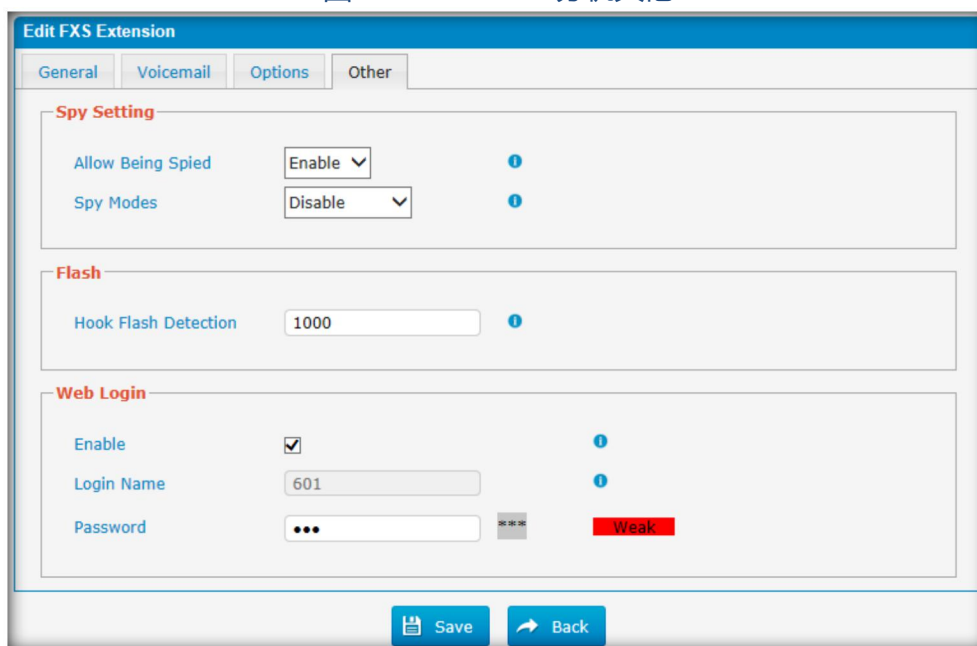 Edit FXS Extension
General Voicemail Options Other
Spy Setting
Allow Being Spied Enable
Spy Modes Disable
Flash
Hook Flash Detection 1000
Web Login
Enable
Login Name 601
Password ••• *** Weak
Save Back